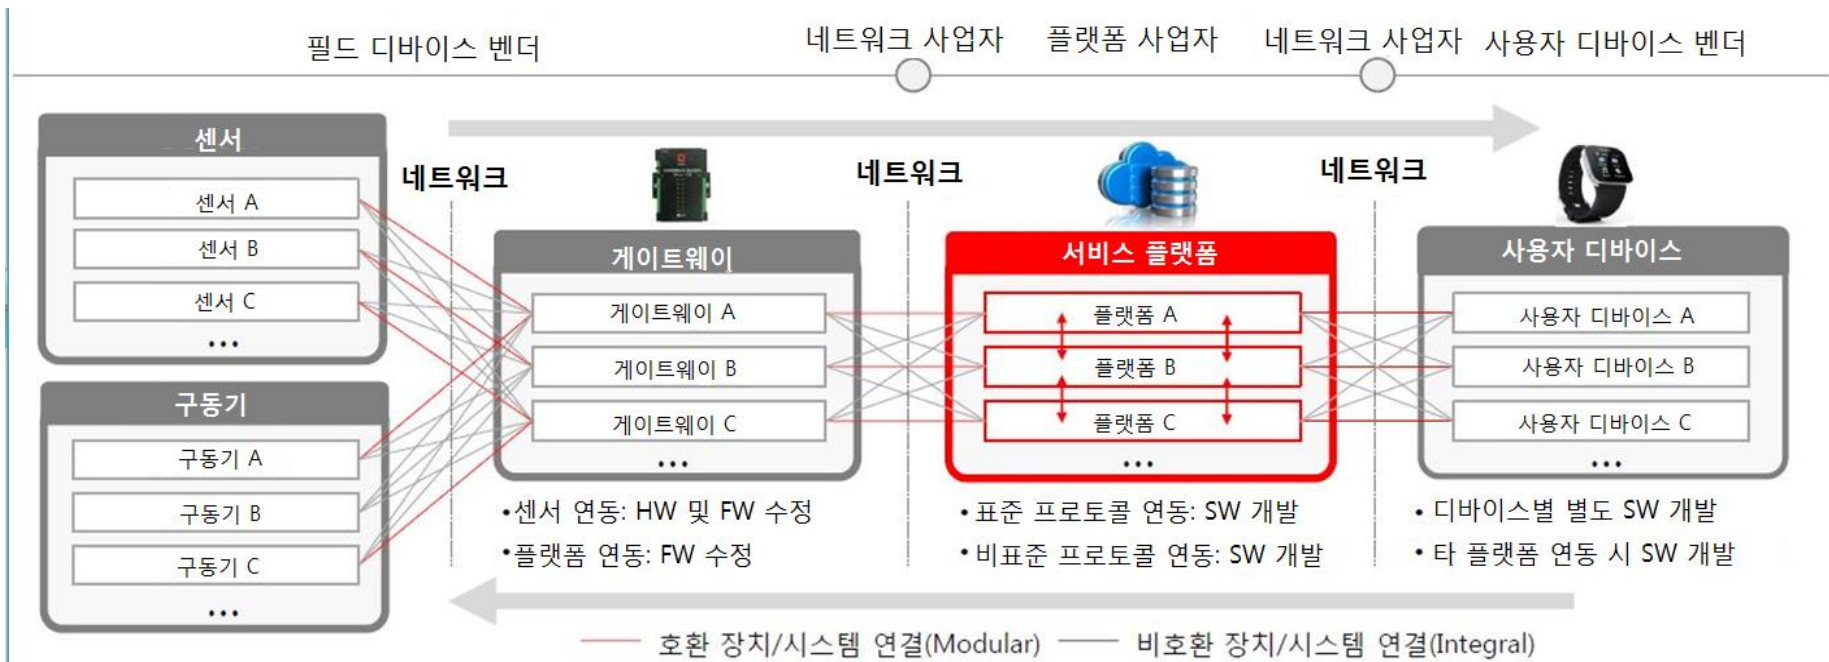 필드 디바이스 벤더
네트워크 사업자
플랫폼 사업자
네트워크 사업자
사용자 디바이스 벤더
센서
센서 A
센서 B
센서 C
...
구동기
구동기 A
구동기 B
구동기 C
...
네트워크
게이트웨이
게이트웨이 A
게이트웨이 B
게이트웨이 C
...
•센서 연동: HW 및 FW 수정
•플랫폼 연동: FW 수정
네트워크
서비스 플랫폼
플랫폼 A
플랫폼 B
플랫폼 C
...
•표준 프로토콜 연동: SW 개발
•비표준 프로토콜 연동: SW 개발
네트워크
사용자 디바이스
사용자 디바이스 A
사용자 디바이스 B
사용자 디바이스 C
...
• 디바이스별 별도 SW 개발
• 타 플랫폼 연동 시 SW 개발
호환 장치/시스템 연결(Modular)
비호환 장치/시스템 연결(Integral)